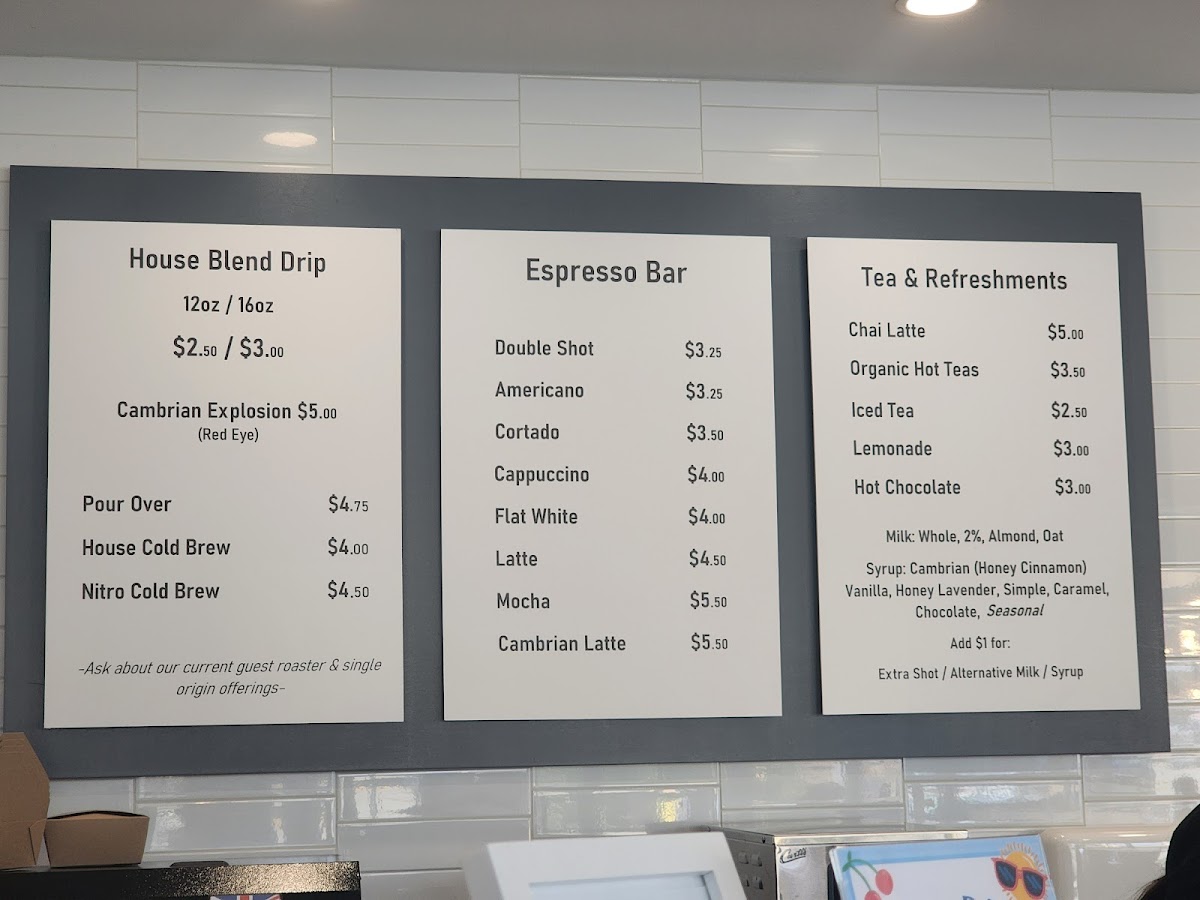 House Blend Drip
12oz / 16oz
$2.50 / $3.00
Cambrian Explosion $5.00
(Red Eye)
Pour Over $4.75
House Cold Brew $4.00
Nitro Cold Brew $4.50
-Ask about our current guest roaster & single
origin offerings-
Espresso Bar
Double Shot $3.25
Americano $3.25
Cortado $3.50
Cappuccino $4.00
Flat White $4.00
Latte $4.50
Mocha $5.50
Cambrian Latte $5.50
Tea & Refreshments
Chai Latte $5.00
Organic Hot Teas $3.50
Iced Tea $2.50
Lemonade $3.00
Hot Chocolate $3.00
Milk: Whole, 2%, Almond, Oat
Syrup: Cambrian (Honey Cinnamon)
Vanilla, Honey Lavender, Simple, Caramel,
Chocolate, Seasonal
Add $1 for:
Extra Shot / Alternative Milk / Syrup
Curtis